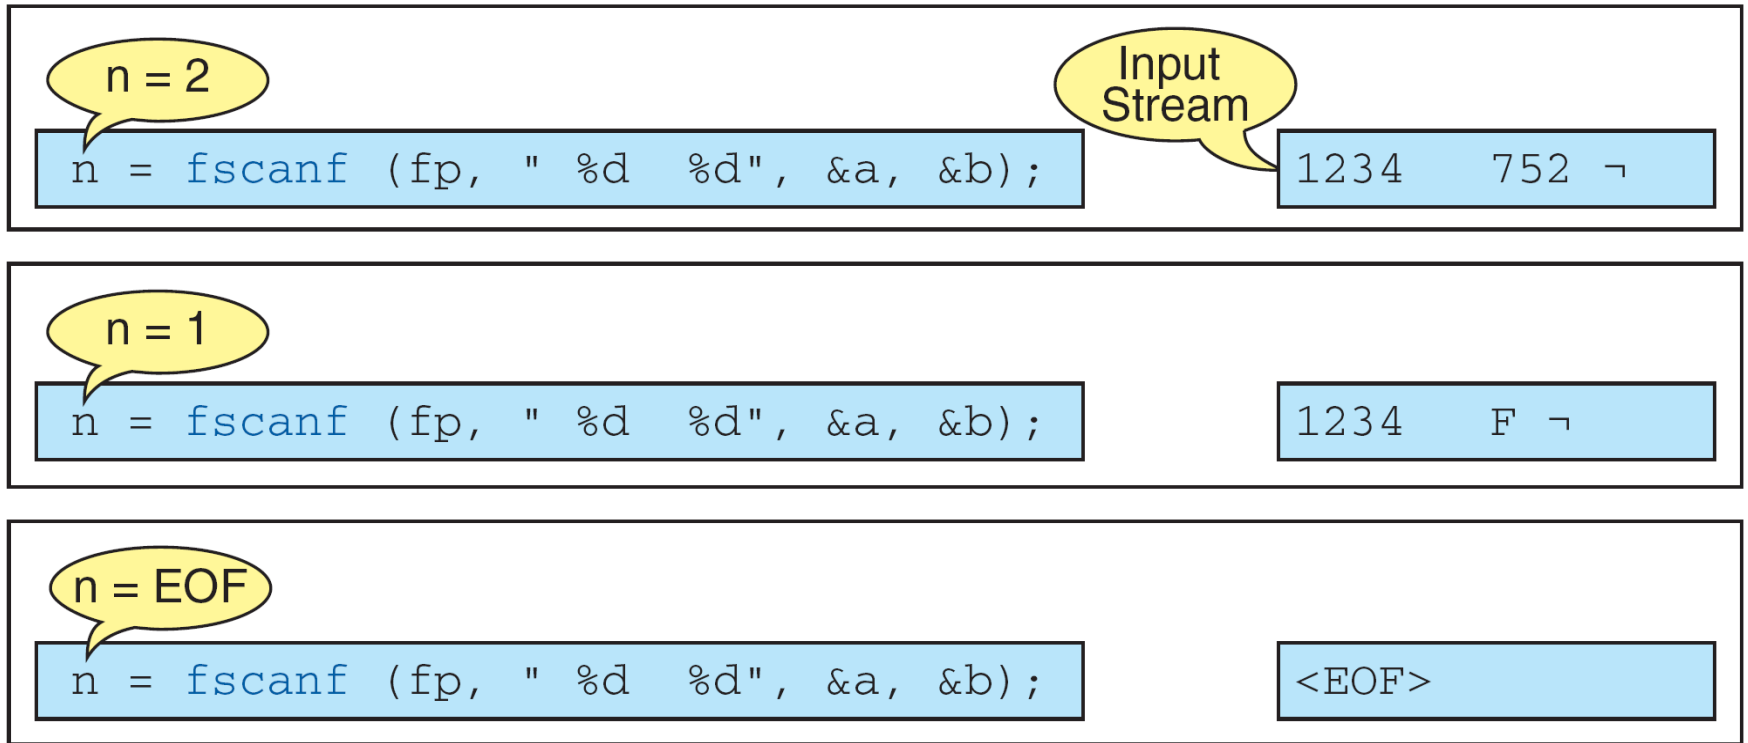 n = 2
Input
Stream
n = fscanf (fp, " %d  %d", &a, &b);
1234   752 ¬
n = 1
n = fscanf (fp, " %d  %d", &a, &b);
1234   F ¬
n = EOF
n = fscanf (fp, " %d  %d", &a, &b);
<EOF>